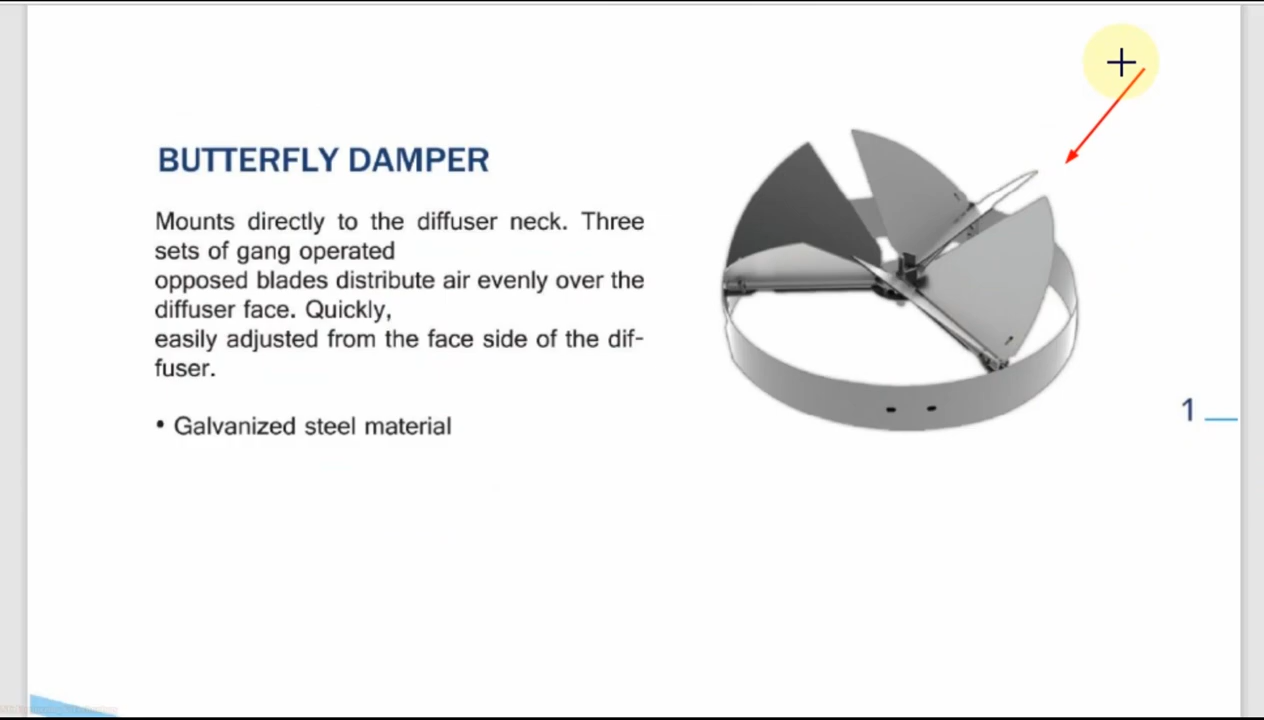 BUTTERFLY DAMPER
Mounts directly to the diffuser neck. Three
sets of gang operated
opposed blades distribute air evenly over the
diffuser face. Quickly,
easily adjusted from the face side of the dif-
fuser.
• Galvanized steel material
1